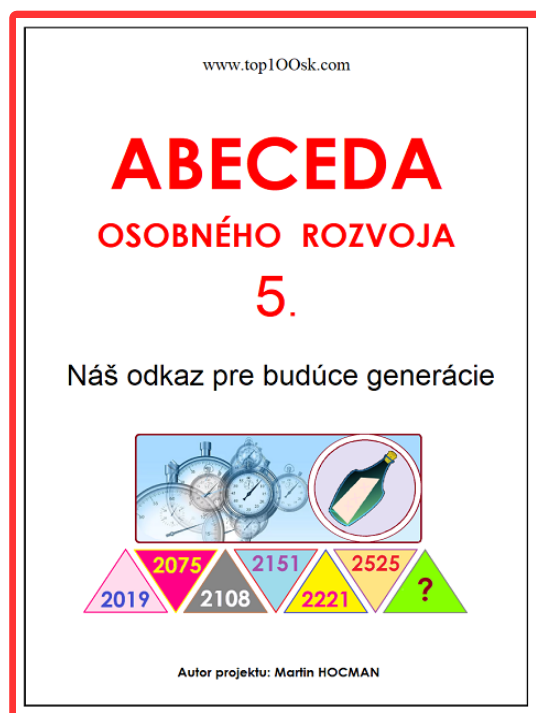 www.top1OOsk.com
ABECEDA
OSOBNÉHO ROZVOJA
5.
Náš odkaz pre budúce generácie
2019 2075 2108 2151 2221 2525 ?
Autor projektu: Martin HOCMAN